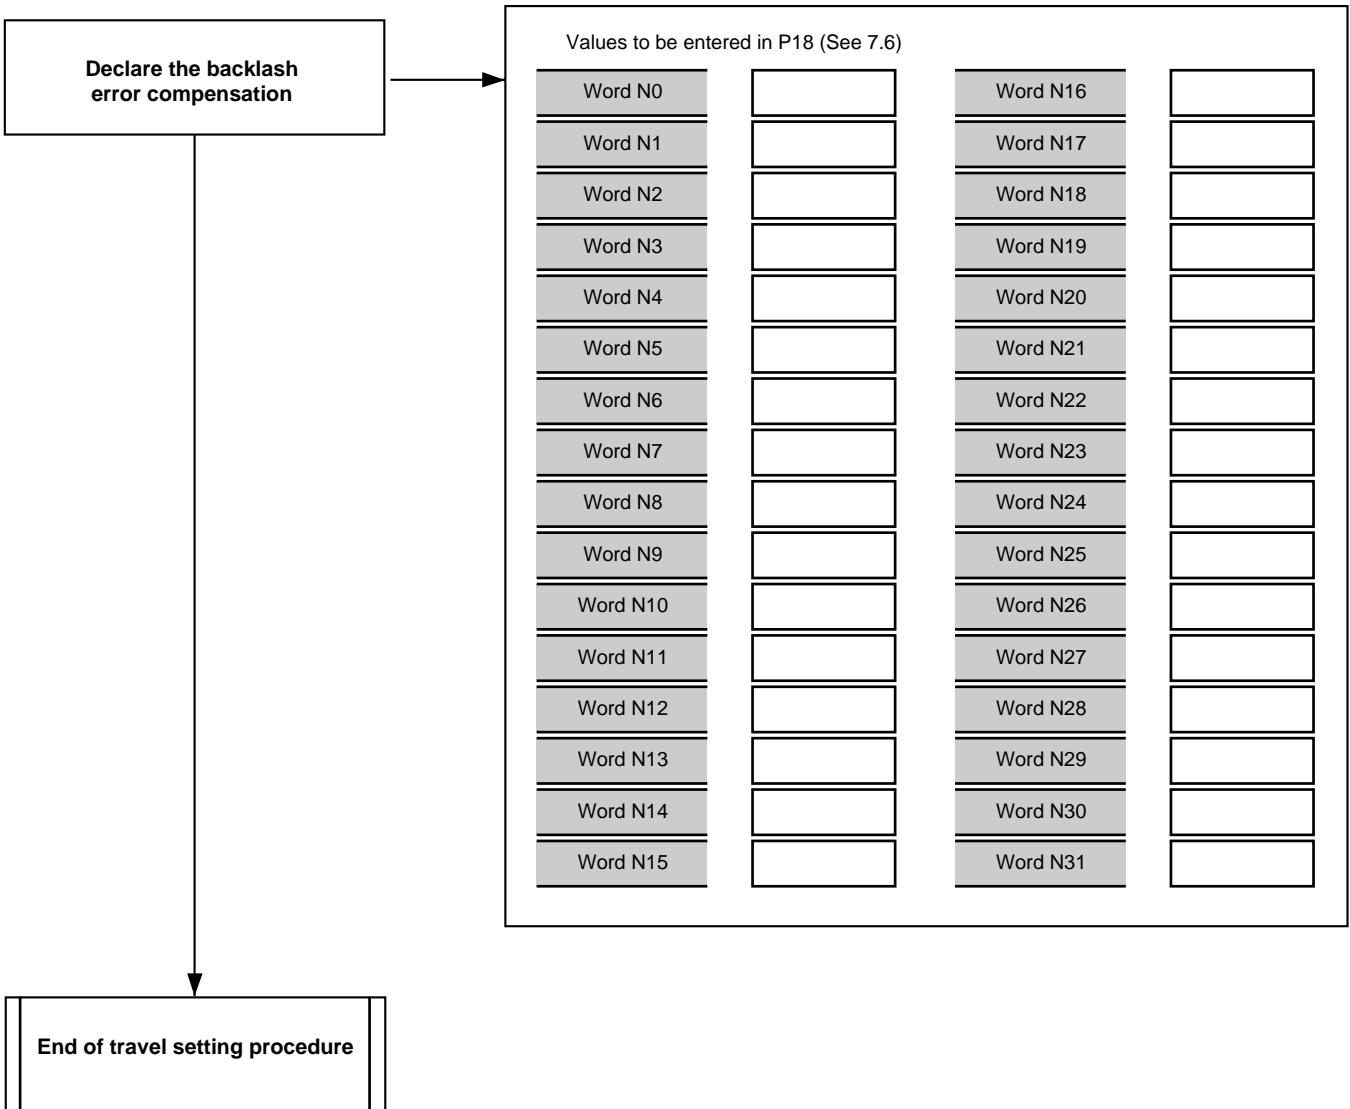 Declare the backlash
error compensation
Values to be entered in P18 (See 7.6)
Word N0
Word N16
Word N1
Word N17
Word N2
Word N18
Word N3
Word N19
Word N4
Word N20
Word N5
Word N21
Word N6
Word N22
Word N7
Word N23
Word N8
Word N24
Word N9
Word N25
Word N10
Word N26
Word N11
Word N27
Word N12
Word N28
Word N13
Word N29
Word N14
Word N30
Word N15
Word N31
End of travel setting procedure